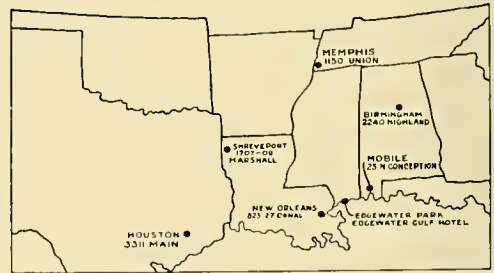 MEMPHIS
1150 UNION
BIRMINGHAM
2240 HIGHLAND
SHREVEPORT
1707-09
MARSHALL
MOBILE
N CONCEPTION
NEW ORLEANS
823-27 CANAL
EDGEWATER PARK
EDGEWATER GULF HOTEL
HOUSTON
3311 MAIN